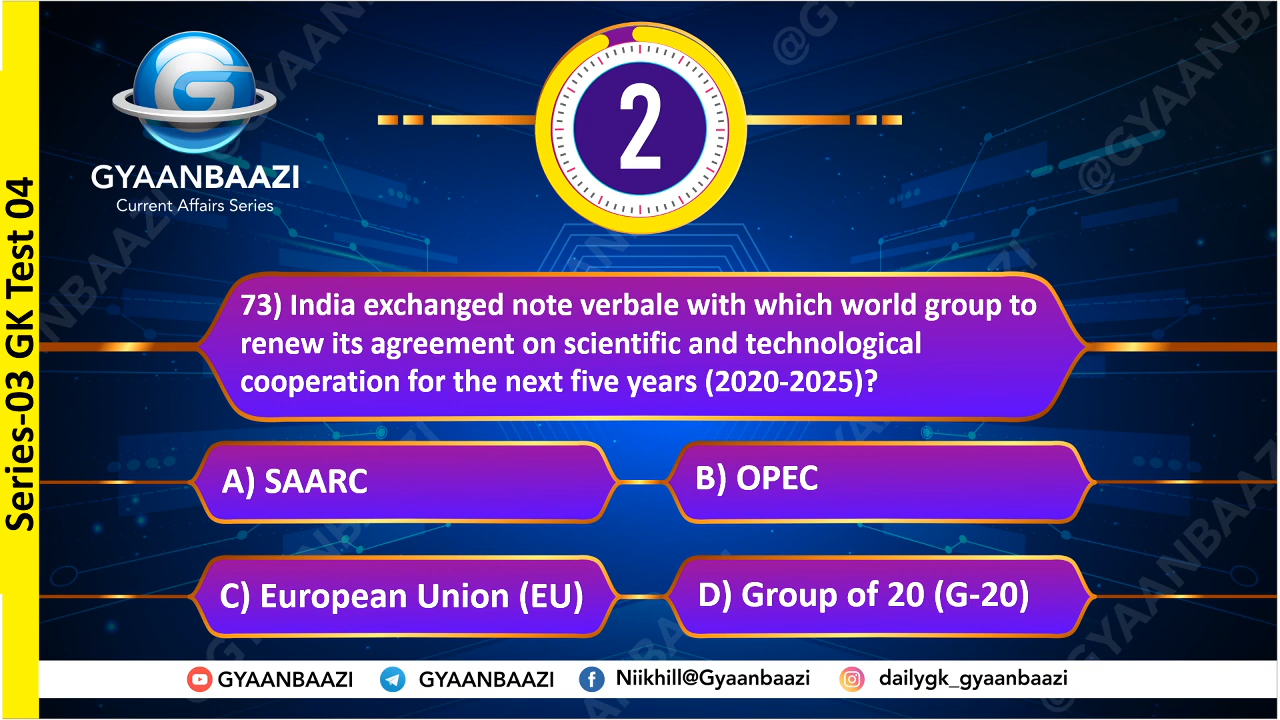 Series-03 GK Test 04
G
GYAANBAAZI
Current Affairs Series
2
73) India exchanged note verbale with which world group to
renew its agreement on scientific and technological
cooperation for the next five years (2020-2025)?
A) SAARC
B) OPEC
C) European Union (EU)
D) Group of 20 (G-20)
GYAANBAAZI
GYAANBAAZI
Niikhill@Gyaanbaazi
dailygk_gyaanbaazi
@GYAANBAAZI